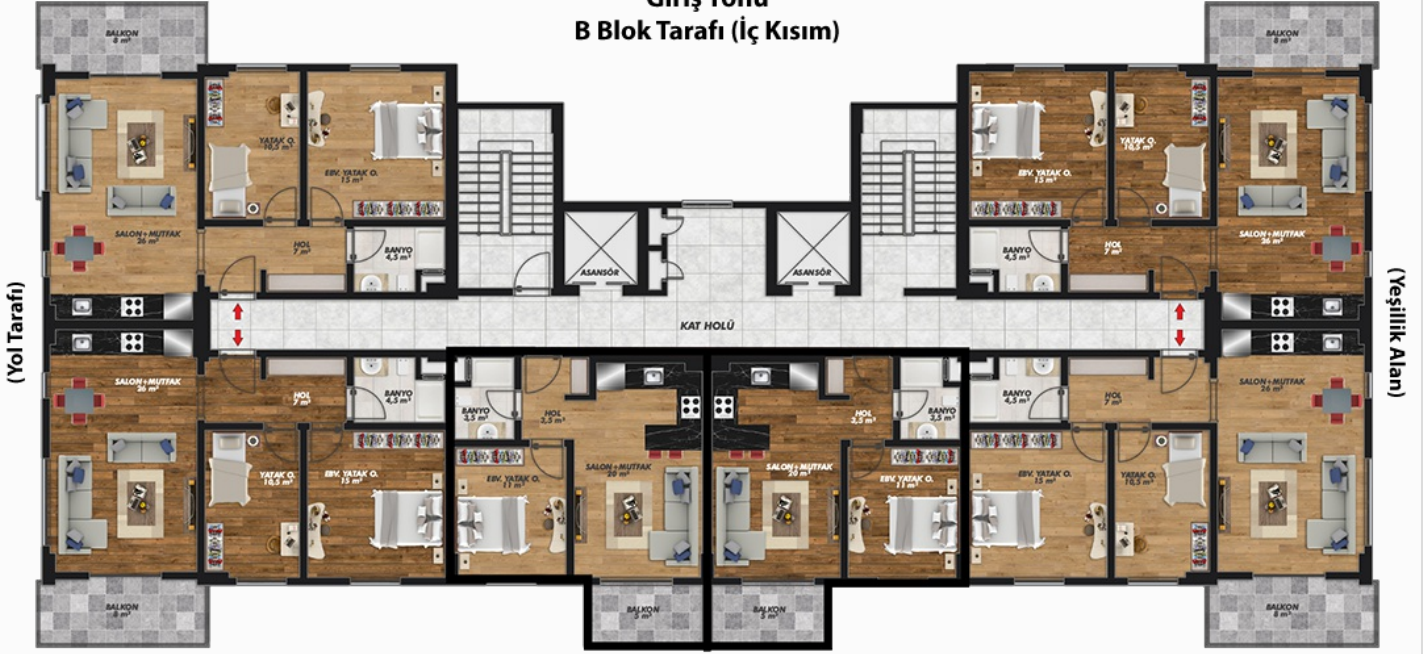 Giriş Yönü
B Blok Tarafı (İç Kısım)
BALKON
8 m²
BALKON
8 m²
YATAK O.
10,5 m²
EBV. YATAK O.
15 m²
EBV. YATAK O.
15 m²
YATAK O.
10,5 m²
SALON+MUTFAK
26 m²
HOL
7 m²
BANYO
4,5 m²
ASANSÖR
ASANSÖR
BANYO
4,5 m²
HOL
7 m²
SALON+MUTFAK
26 m²
(Yol Tarafı)
KAT HOLÜ
(Yeşillik Alan)
SALON+MUTFAK
26 m²
HOL
7 m²
BANYO
4,5 m²
BANYO
3,5 m²
HOL
3,5 m²
HOL
3,5 m²
BANYO
3,5 m²
BANYO
4,5 m²
HOL
7 m²
SALON+MUTFAK
26 m²
YATAK O.
10,5 m²
EBV. YATAK O.
15 m²
EBV. YATAK O.
11 m²
SALON+MUTFAK
20 m²
SALON+MUTFAK
20 m²
EBV. YATAK O.
11 m²
EBV. YATAK O.
15 m²
YATAK O.
10,5 m²
BALKON
8 m²
BALKON
5 m²
BALKON
5 m²
BALKON
8 m²